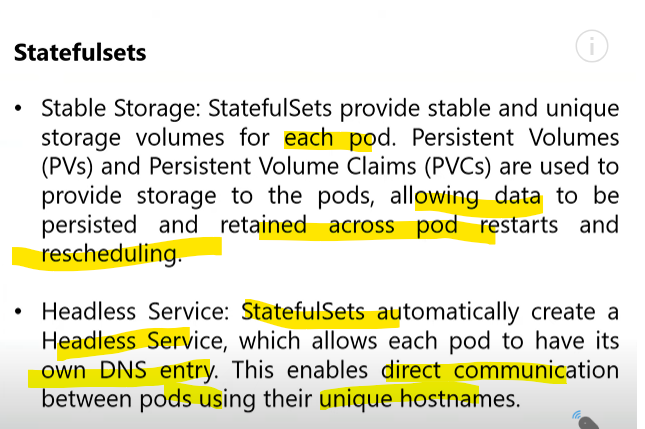 Statefulsets
i
• Stable Storage: StatefulSets provide stable and unique
storage volumes for each pod. Persistent Volumes
(PVs) and Persistent Volume Claims (PVCs) are used to
provide storage to the pods, allowing data to be
persisted and retained across pod restarts and
rescheduling.
• Headless Service: StatefulSets automatically create a
Headless Service, which allows each pod to have its
own DNS entry. This enables direct communication
between pods using their unique hostnames.